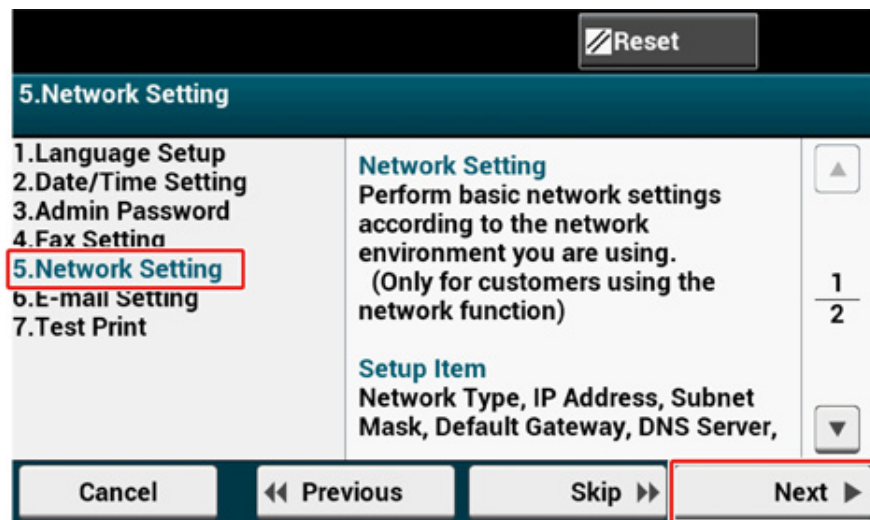 Reset
5.Network Setting
1.Language Setup
2.Date/Time Setting
3.Admin Password
4.Fax Setting
5.Network Setting
6.E-mail Setting
7.Test Print
Network Setting
Perform basic network settings
according to the network
environment you are using.
(Only for customers using the
network function)
Setup Item
Network Type, IP Address, Subnet
Mask, Default Gateway, DNS Server,
1
2
Cancel
Previous
Skip
Next